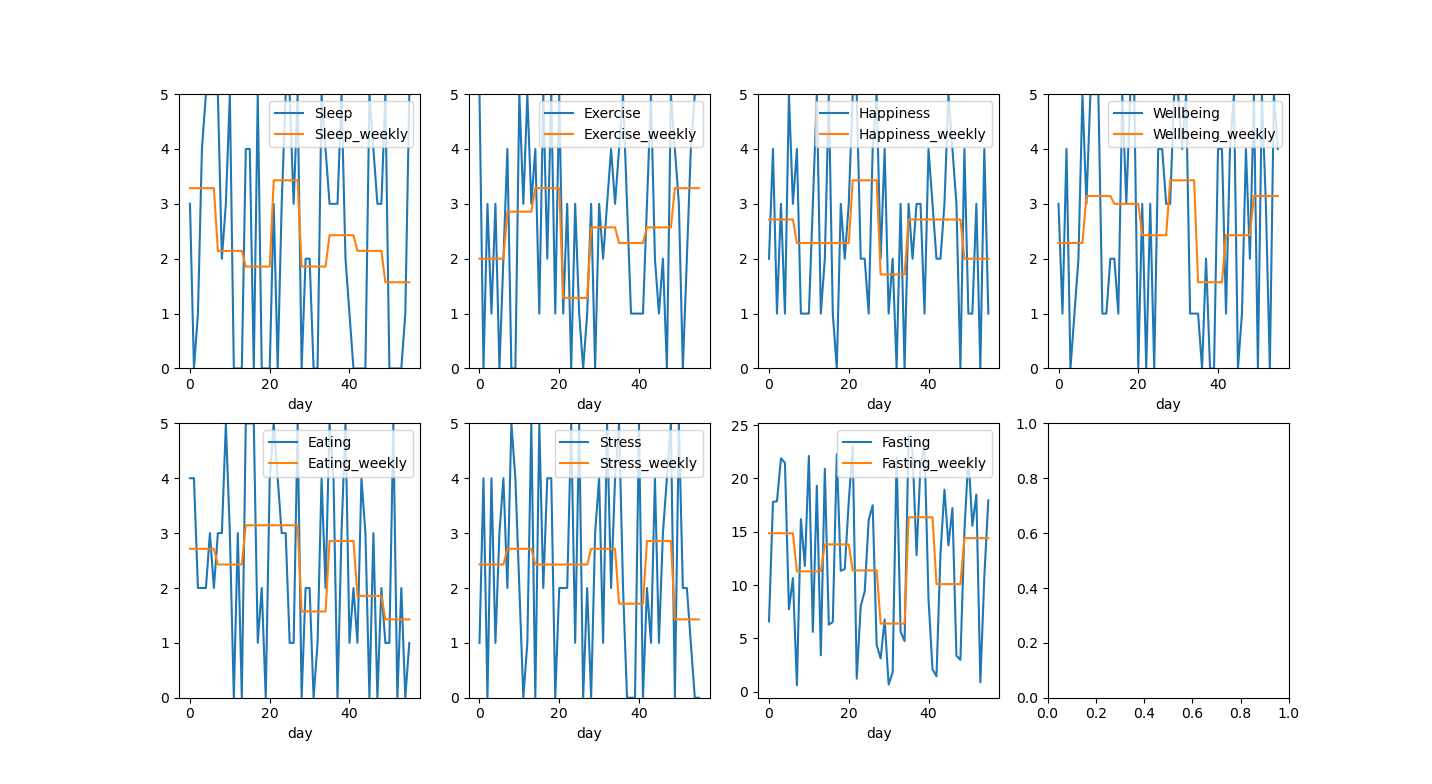 5
4
3
2
1
0
Sleep
Sleep_weekly
0 20 40
day
5
4
3
2
1
0
Exercise
Exercise_weekly
0 20 40
day
5
4
3
2
1
0
Happiness
Happiness_weekly
0 20 40
day
5
4
3
2
1
0
Wellbeing
Wellbeing_weekly
0 20 40
day
5
4
3
2
1
0
Eating
Eating_weekly
0 20 40
day
5
4
3
2
1
0
Stress
Stress_weekly
0 20 40
day
25
20
15
10
5
0
Fasting
Fasting_weekly
0 20 40
day
1.0
0.8
0.6
0.4
0.2
0.0
0.0 0.2 0.4 0.6 0.8 1.0